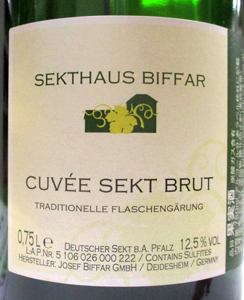 SEKTHAUS BIFFAR
CUVÉE SEKT BRUT
TRADITIONELLE FLASCHENGÄRUNG
0,75 L e DEUTSCHER SEKT B.A. PFALZ 12,5 % VOL
L-A.P.NR. 5 106 026 000 222 / CONTAINS SULFITES
HERSTELLER: JOSEF BIFFAR GMBH / DEIDESHEIM / GERMNY